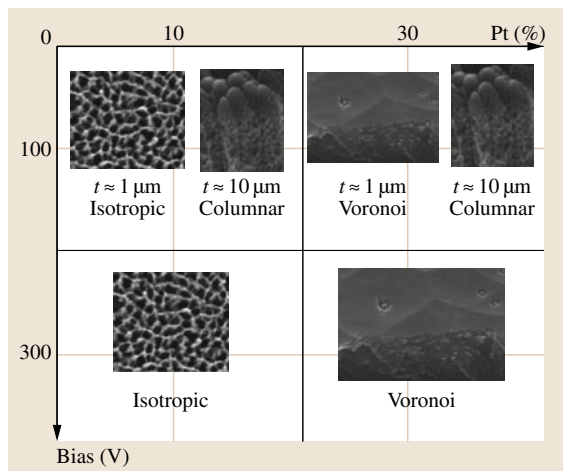 0
10
30
Pt (%)
100
t ≈ 1 µm
Isotropic
t ≈ 10 µm
Columnar
t ≈ 1 µm
Voronoi
t ≈ 10 µm
Columnar
300
Isotropic
Voronoi
Bias (V)